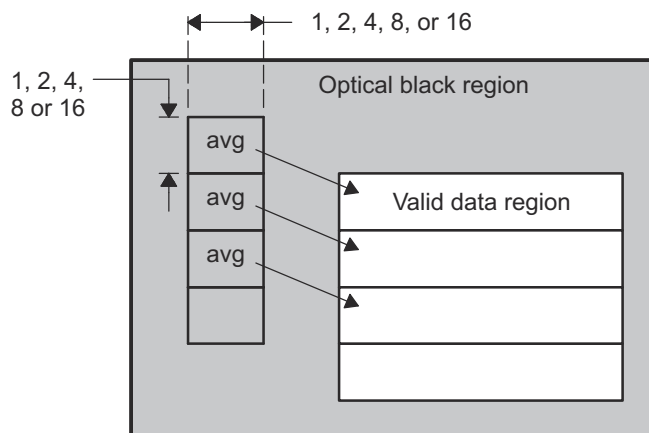 1, 2, 4, 8, or 16
1, 2, 4,
8 or 16
Optical black region
avg
avg
avg
Valid data region